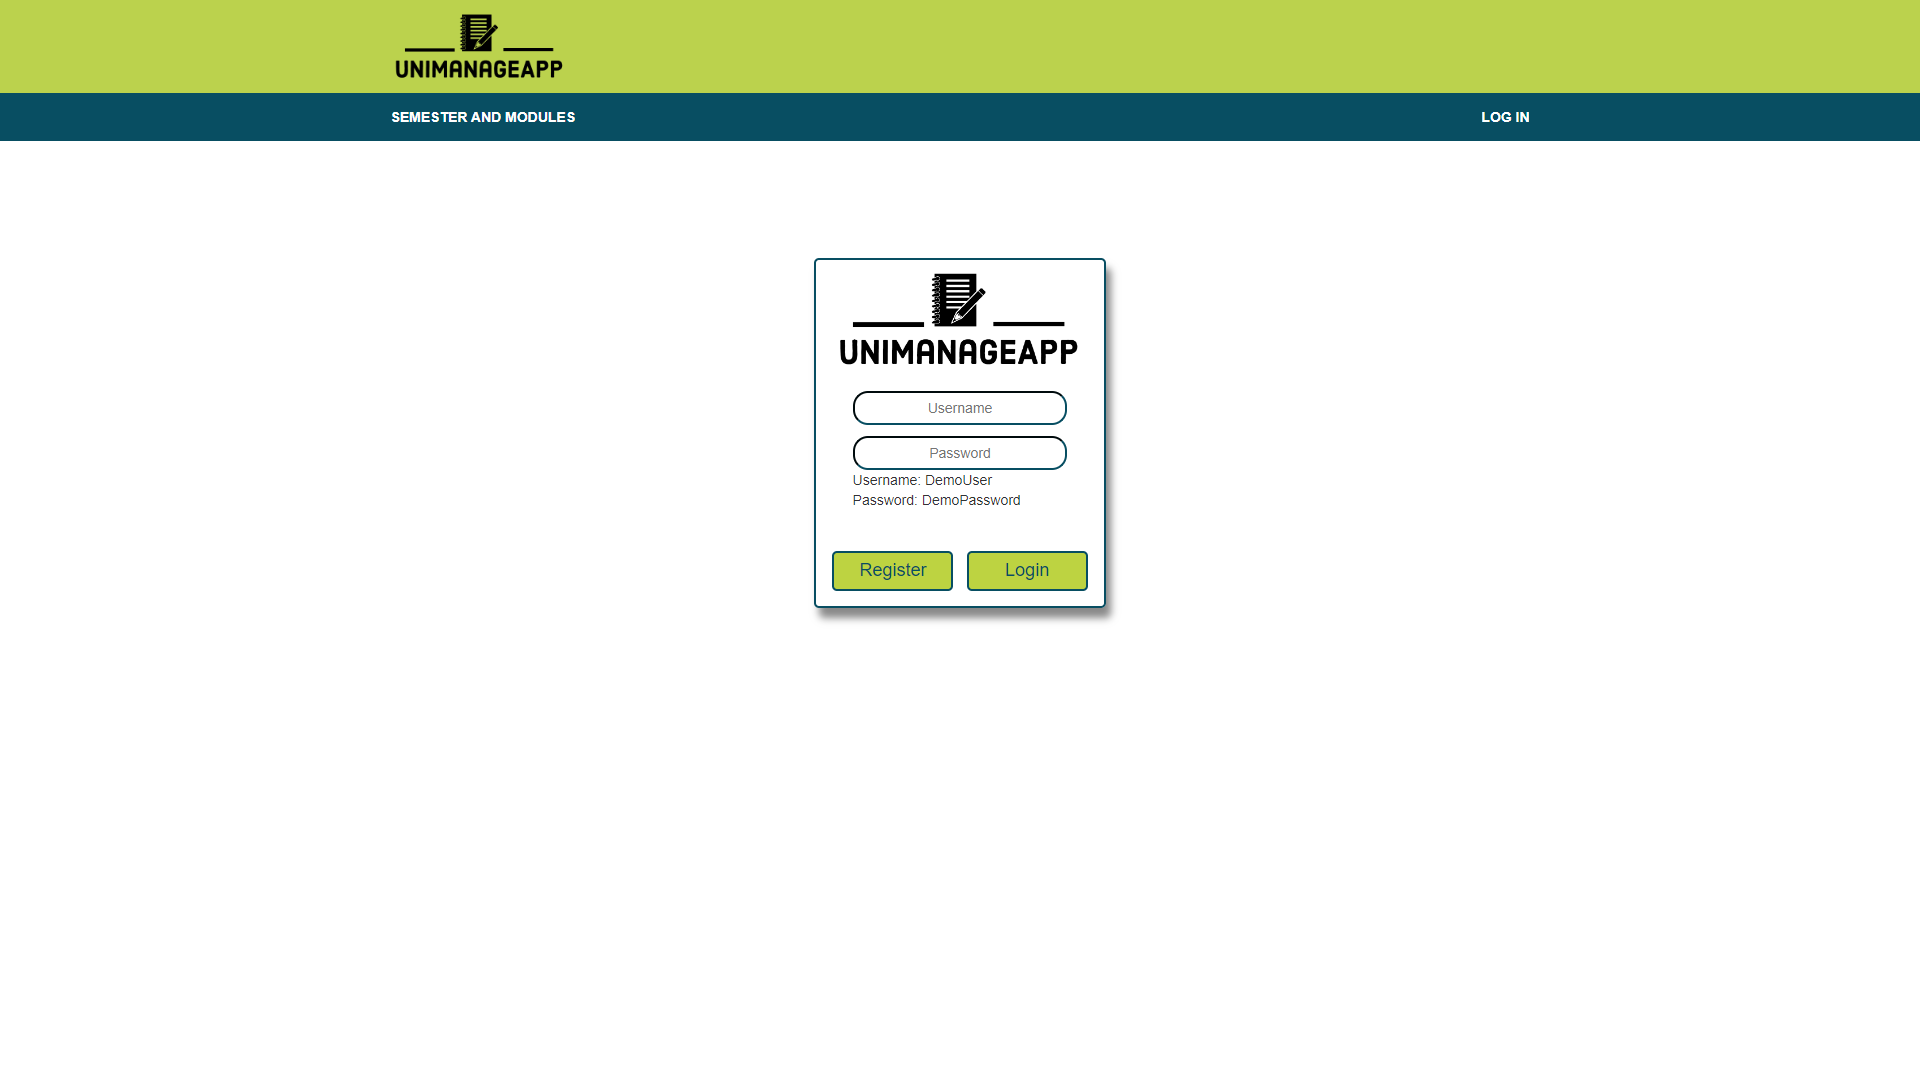 UNIMANAGEAPP
SEMESTER AND MODULES
LOG IN
UNIMANAGEAPP
Username
Password
Username: DemoUser
Password: DemoPassword
Register
Login